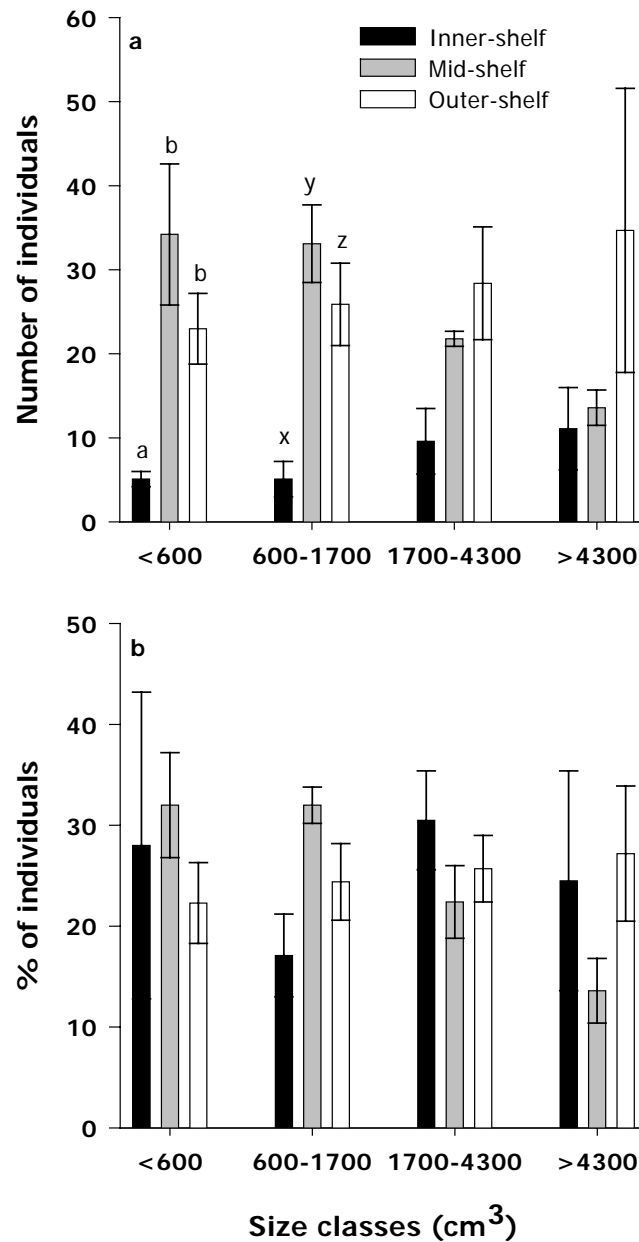 60
a
Inner-shelf
Mid-shelf
Outer-shelf
50
b
y
40
z
b
30
20
x
a
10
0
Number of individuals
<600 600-1700 1700-4300 >4300
50
b
40
30
20
10
0
% of individuals
<600 600-1700 1700-4300 >4300
Size classes (cm³)